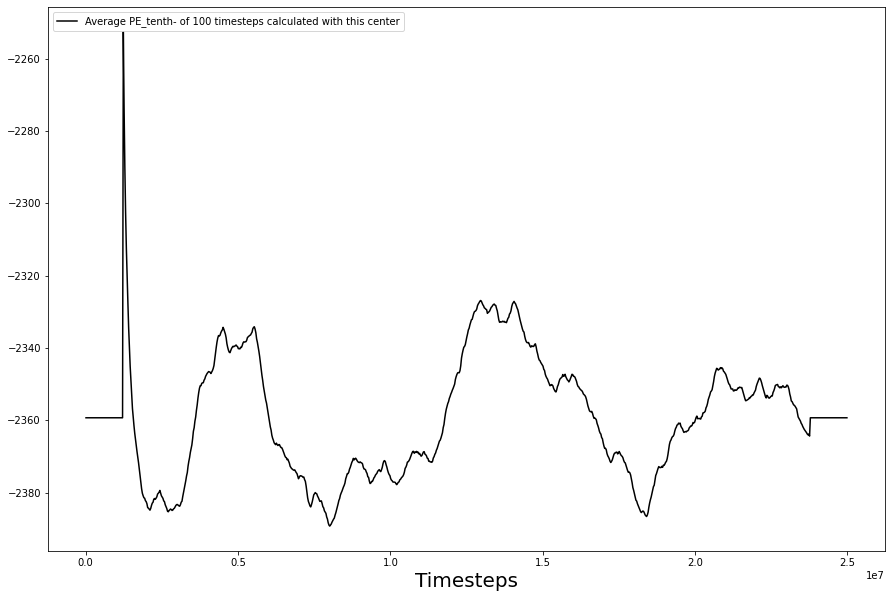 Average PE_tenth- of 100 timesteps calculated with this center
−2260
−2280
−2300
−2320
−2340
−2360
−2380
0.0 0.5 1.0 1.5 2.0 2.5
1e7
Timesteps